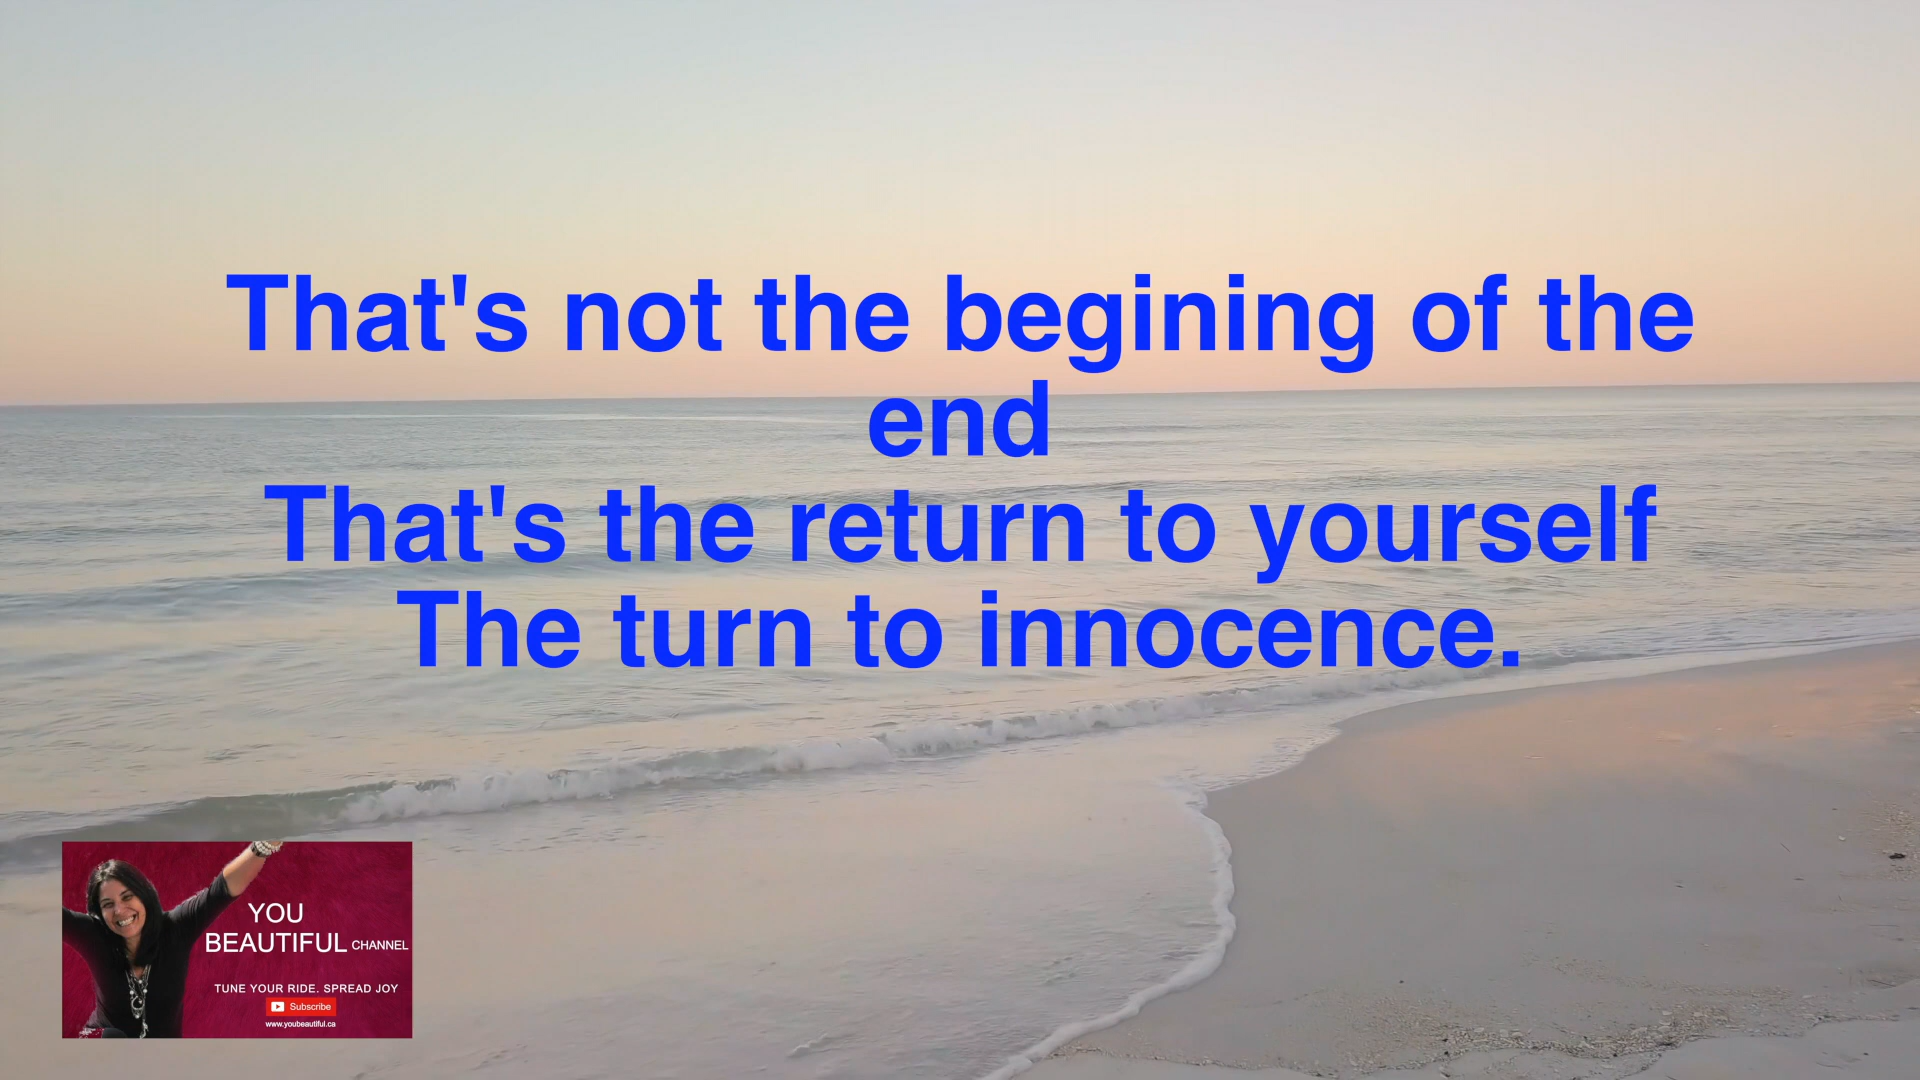 That's not the begining of the
end
That's the return to yourself
The turn to innocence.
YOU
BEAUTIFUL CHANNEL
TUNE YOUR RIDE. SPREAD JOY
Subscribe
www.youbeautiful.ca